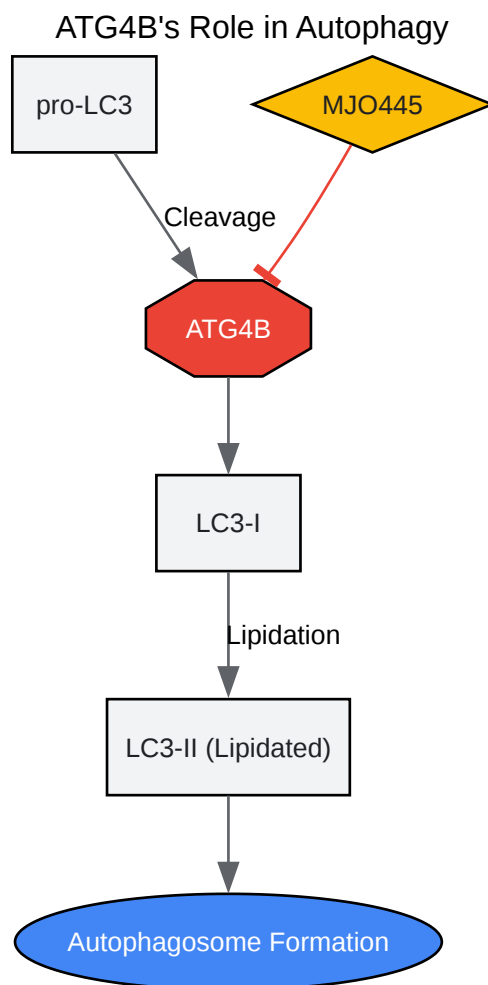 ATG4B's Role in Autophagy
pro-LC3
MJO445
Cleavage
ATG4B
LC3-I
Lipidation
LC3-II (Lipidated)
Autophagosome Formation